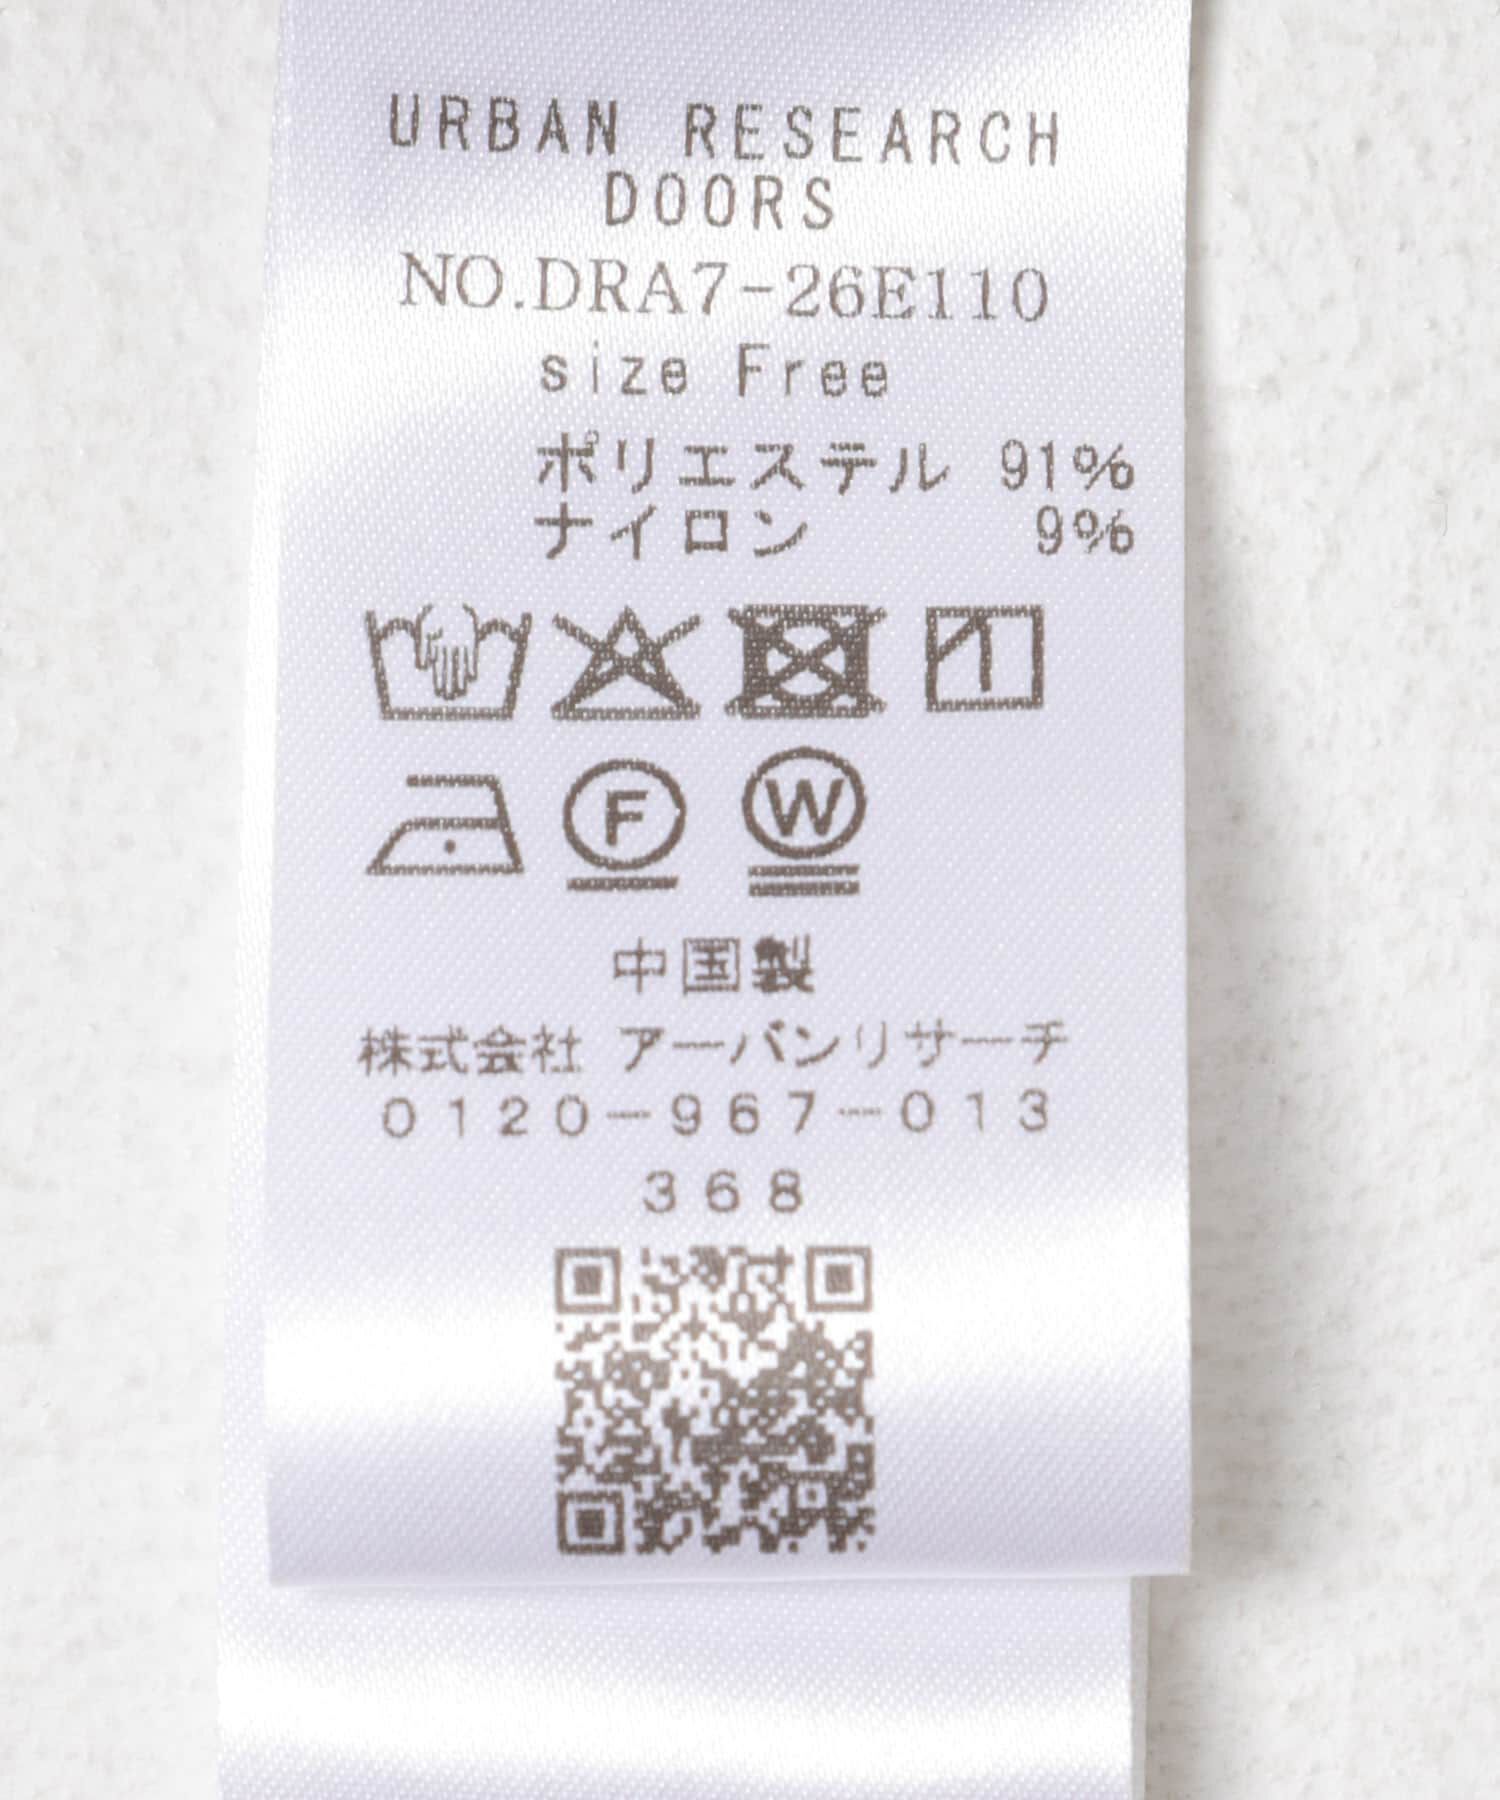 URBAN RESEARCH
DOORS
NO.DRA7-26E110
size Free
ポリエステル 91%
ナイロン 9%
F W
中国製
株式会社 アーバンリサーチ
0120-967-013
368